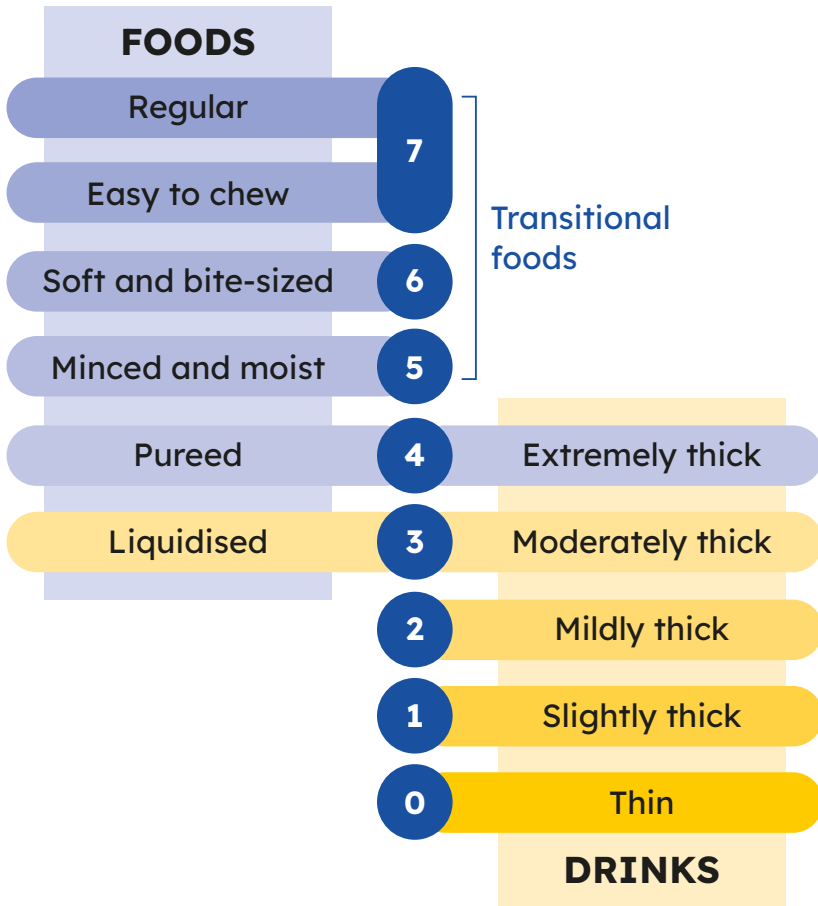 FOODS
Regular
7
Easy to chew
Transitional
foods
Soft and bite-sized
6
Minced and moist
5
Pureed
4
Extremely thick
Liquidised
3
Moderately thick
2
Mildly thick
1
Slightly thick
0
Thin
DRINKS